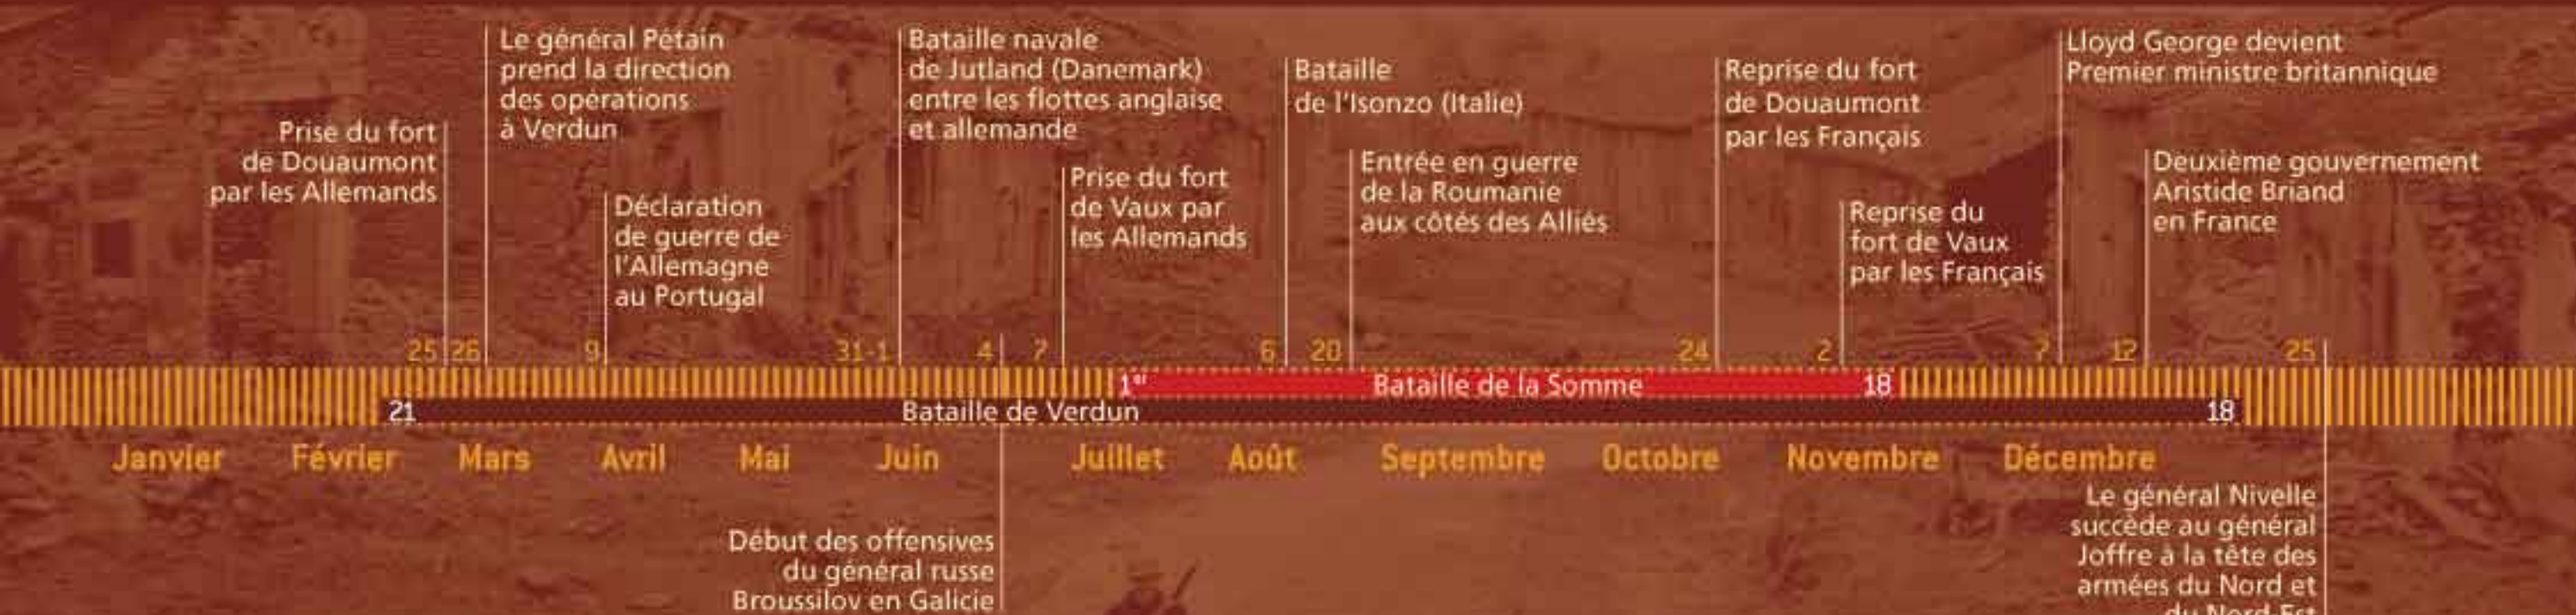 Prise du fort
de Douaumont
par les Allemands
Le général Pétain
prend la direction
des opérations
à Verdun
Déclaration
de guerre de
l'Allemagne
au Portugal
Bataille navale
de Jutland (Danemark)
entre les flottes anglaise
et allemande
Prise du fort
de Vaux par
les Allemands
Bataille
de l'Isonzo (Italie)
Entrée en guerre
de la Roumanie
aux côtés des Alliés
Reprise du fort
de Douaumont
par les Français
Reprise du
fort de Vaux
par les Français
Lloyd George devient
Premier ministre britannique
Deuxième gouvernement
Aristide Briand
en France
25 26 9 31-1 4 7 6 20 24 2 7 12 25
1er Bataille de la Somme 18
21 Bataille de Verdun 18
Janvier Février Mars Avril Mai Juin Juillet Août Septembre Octobre Novembre Décembre
Début des offensives
du général russe
Broussilov en Galicie
Le général Nivelle
succède au général
Joffre à la tête des
armées du Nord et
du Nord-Est